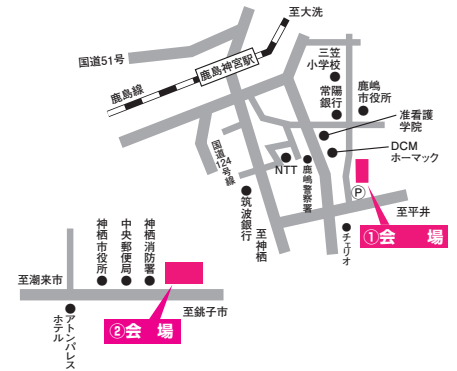 至大洗
国道51号
鹿島線
鹿島神宮駅
三笠
小学校
常陽
銀行
鹿嶋
市役所
准看護
学院
DCM
ホーマック
国道124号線
NTT
鹿嶋警察署
P
筑波銀行
至神栖
至平井
チェリオ
①会 場
神栖市役所
中央郵便局
神栖消防署
至潮来市
至銚子市
アトンパレス
ホテル
②会 場